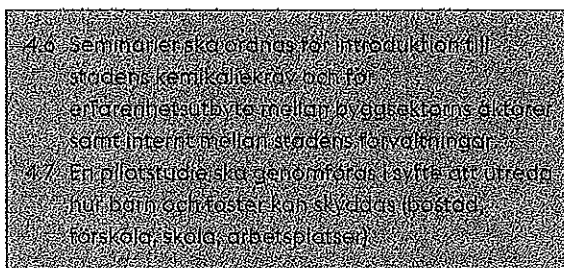 4.6 Seminarier ska ordnas för introduktion till
stadens kemikaliekrav och för
erfarenhetsutbyte mellan byggsektorns aktörer
samt internt mellan stadens förvaltningar.
4.7 En pilotstudie ska genomföras i syfte att utreda
hur barn och foster kan skyddas (bostad,
förskola, skola, arbetsplatser)